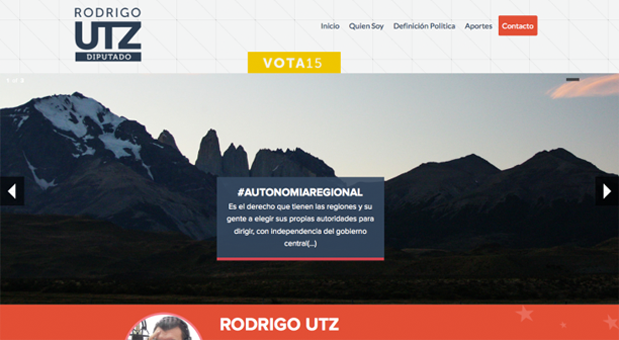 RODRIGO
UTZ
DIPUTADO
Inicio Quien Soy Definición Política Aportes Contacto
VOTA15
#AUTONOMIAREGIONAL
Es el derecho que tienen las regiones y su
gente a elegir sus propias autoridades para
dirigir, con independencia del gobierno
central(...)
RODRIGO UTZ